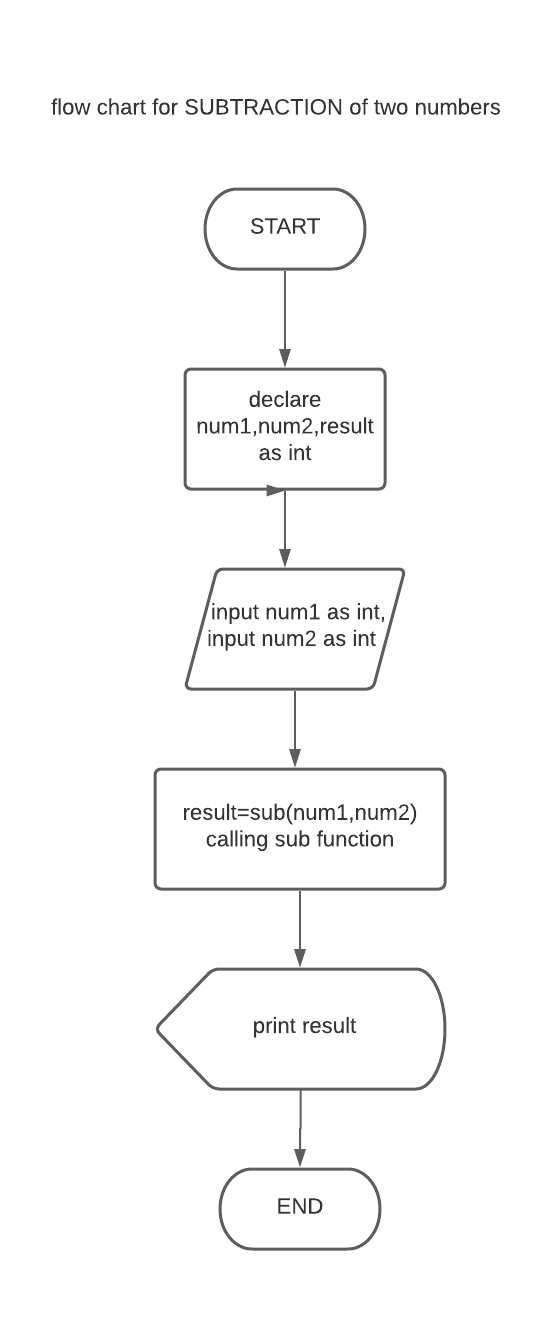 flow chart for SUBTRACTION of two numbers
START
declare
num1,num2,result
as int
input num1 as int,
input num2 as int
result=sub(num1,num2)
calling sub function
print result
END